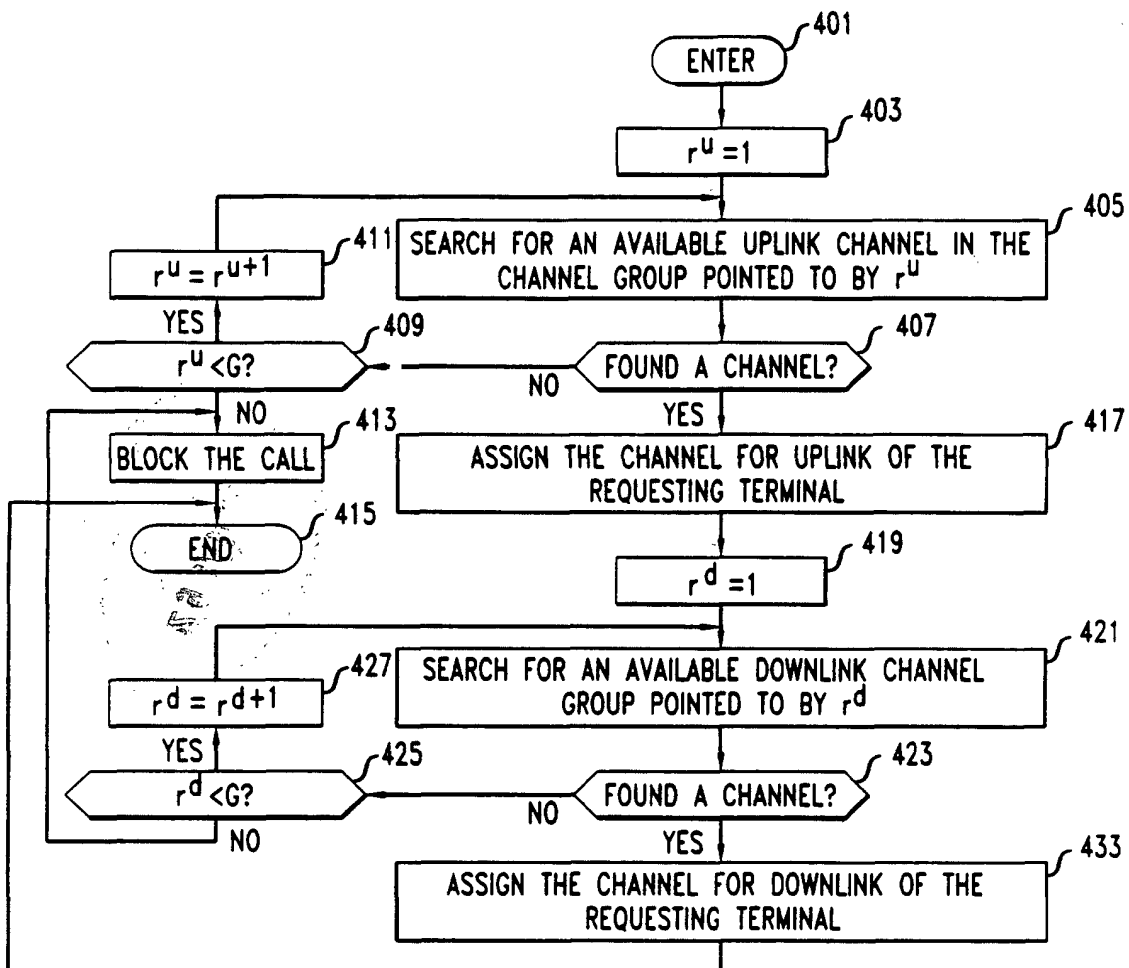 401
ENTER
403
r^u =1
405
SEARCH FOR AN AVAILABLE UPLINK CHANNEL IN THE
CHANNEL GROUP POINTED TO BY r^u
411
r^u = r^u+1
YES
409
r^u <G?
NO
407
FOUND A CHANNEL?
NO
YES
413
BLOCK THE CALL
417
ASSIGN THE CHANNEL FOR UPLINK OF THE
REQUESTING TERMINAL
415
END
419
r^d =1
421
SEARCH FOR AN AVAILABLE DOWNLINK CHANNEL
GROUP POINTED TO BY r^d
427
r^d = r^d+1
YES
425
r^d <G?
NO
423
FOUND A CHANNEL?
NO
YES
433
ASSIGN THE CHANNEL FOR DOWNLINK OF THE
REQUESTING TERMINAL